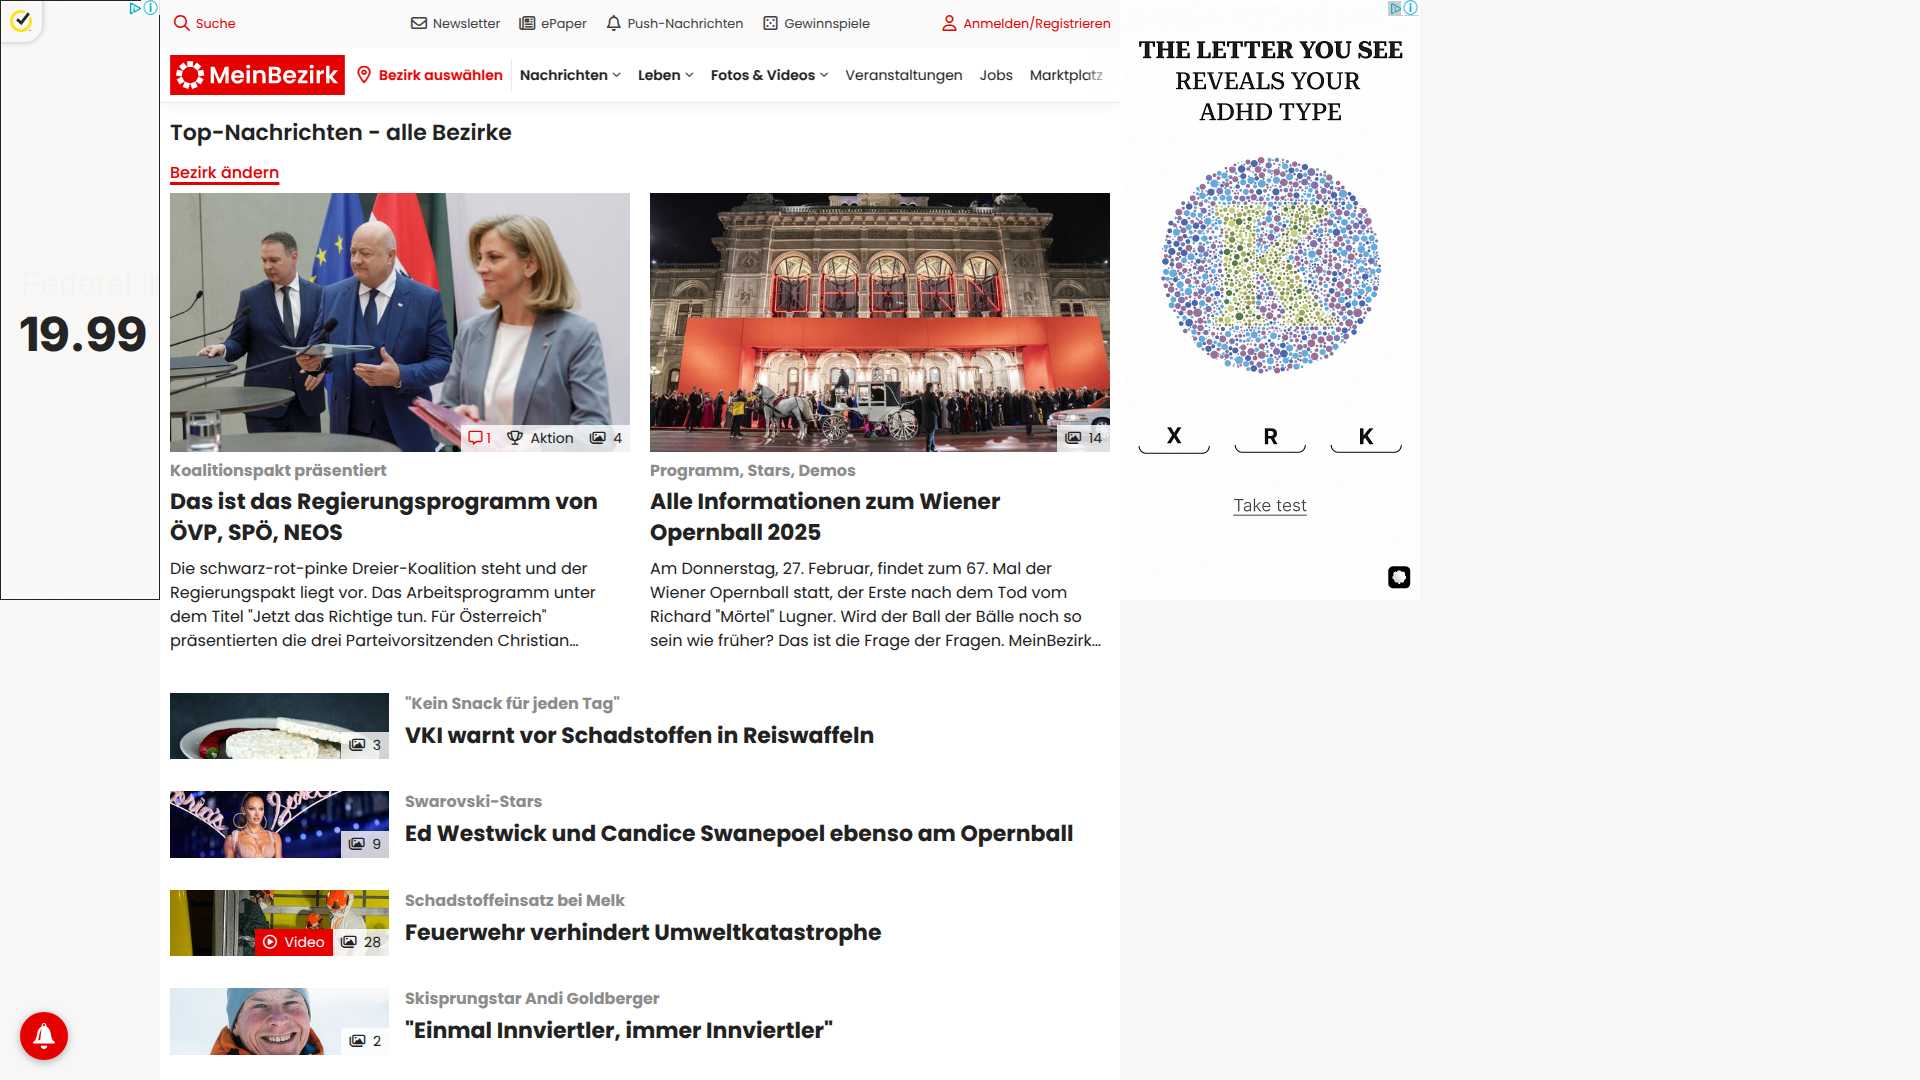 Suche
Newsletter
ePaper
Push-Nachrichten
Gewinnspiele
Anmelden/Registrieren
MeinBezirk
Bezirk auswählen
Nachrichten
Leben
Fotos & Videos
Veranstaltungen
Jobs
Marktplatz
Top-Nachrichten - alle Bezirke
Bezirk ändern
1
Aktion
4
Koalitionspakt präsentiert
Das ist das Regierungsprogramm von
ÖVP, SPÖ, NEOS
Die schwarz-rot-pinke Dreier-Koalition steht und der
Regierungspakt liegt vor. Das Arbeitsprogramm unter
dem Titel "Jetzt das Richtige tun. Für Österreich"
präsentierten die drei Parteivorsitzenden Christian...
14
Programm, Stars, Demos
Alle Informationen zum Wiener
Opernball 2025
Am Donnerstag, 27. Februar, findet zum 67. Mal der
Wiener Opernball statt, der Erste nach dem Tod vom
Richard "Mörtel" Lugner. Wird der Ball der Bälle noch so
sein wie früher? Das ist die Frage der Fragen. MeinBezirk...
3
"Kein Snack für jeden Tag"
VKI warnt vor Schadstoffen in Reiswaffeln
9
Swarovski-Stars
Ed Westwick und Candice Swanepoel ebenso am Opernball
Video
28
Schadstoffeinsatz bei Melk
Feuerwehr verhindert Umweltkatastrophe
2
Skisprungstar Andi Goldberger
"Einmal Innviertler, immer Innviertler"
Federal
19.99
THE LETTER YOU SEE
REVEALS YOUR
ADHD TYPE
K
X
R
K
Take test